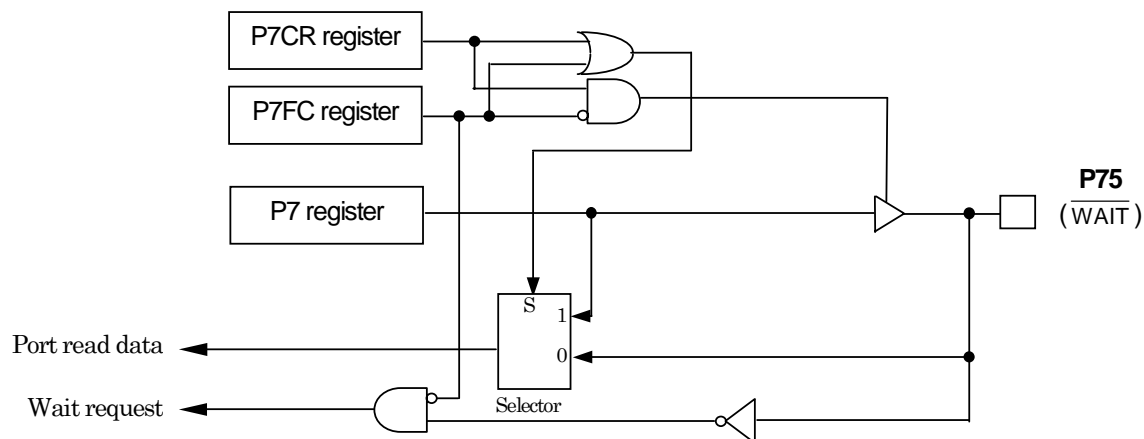 P7CR register
P7FC register
P7 register
P75
(WAIT)
S
1
0
Port read data
Wait request
Selector